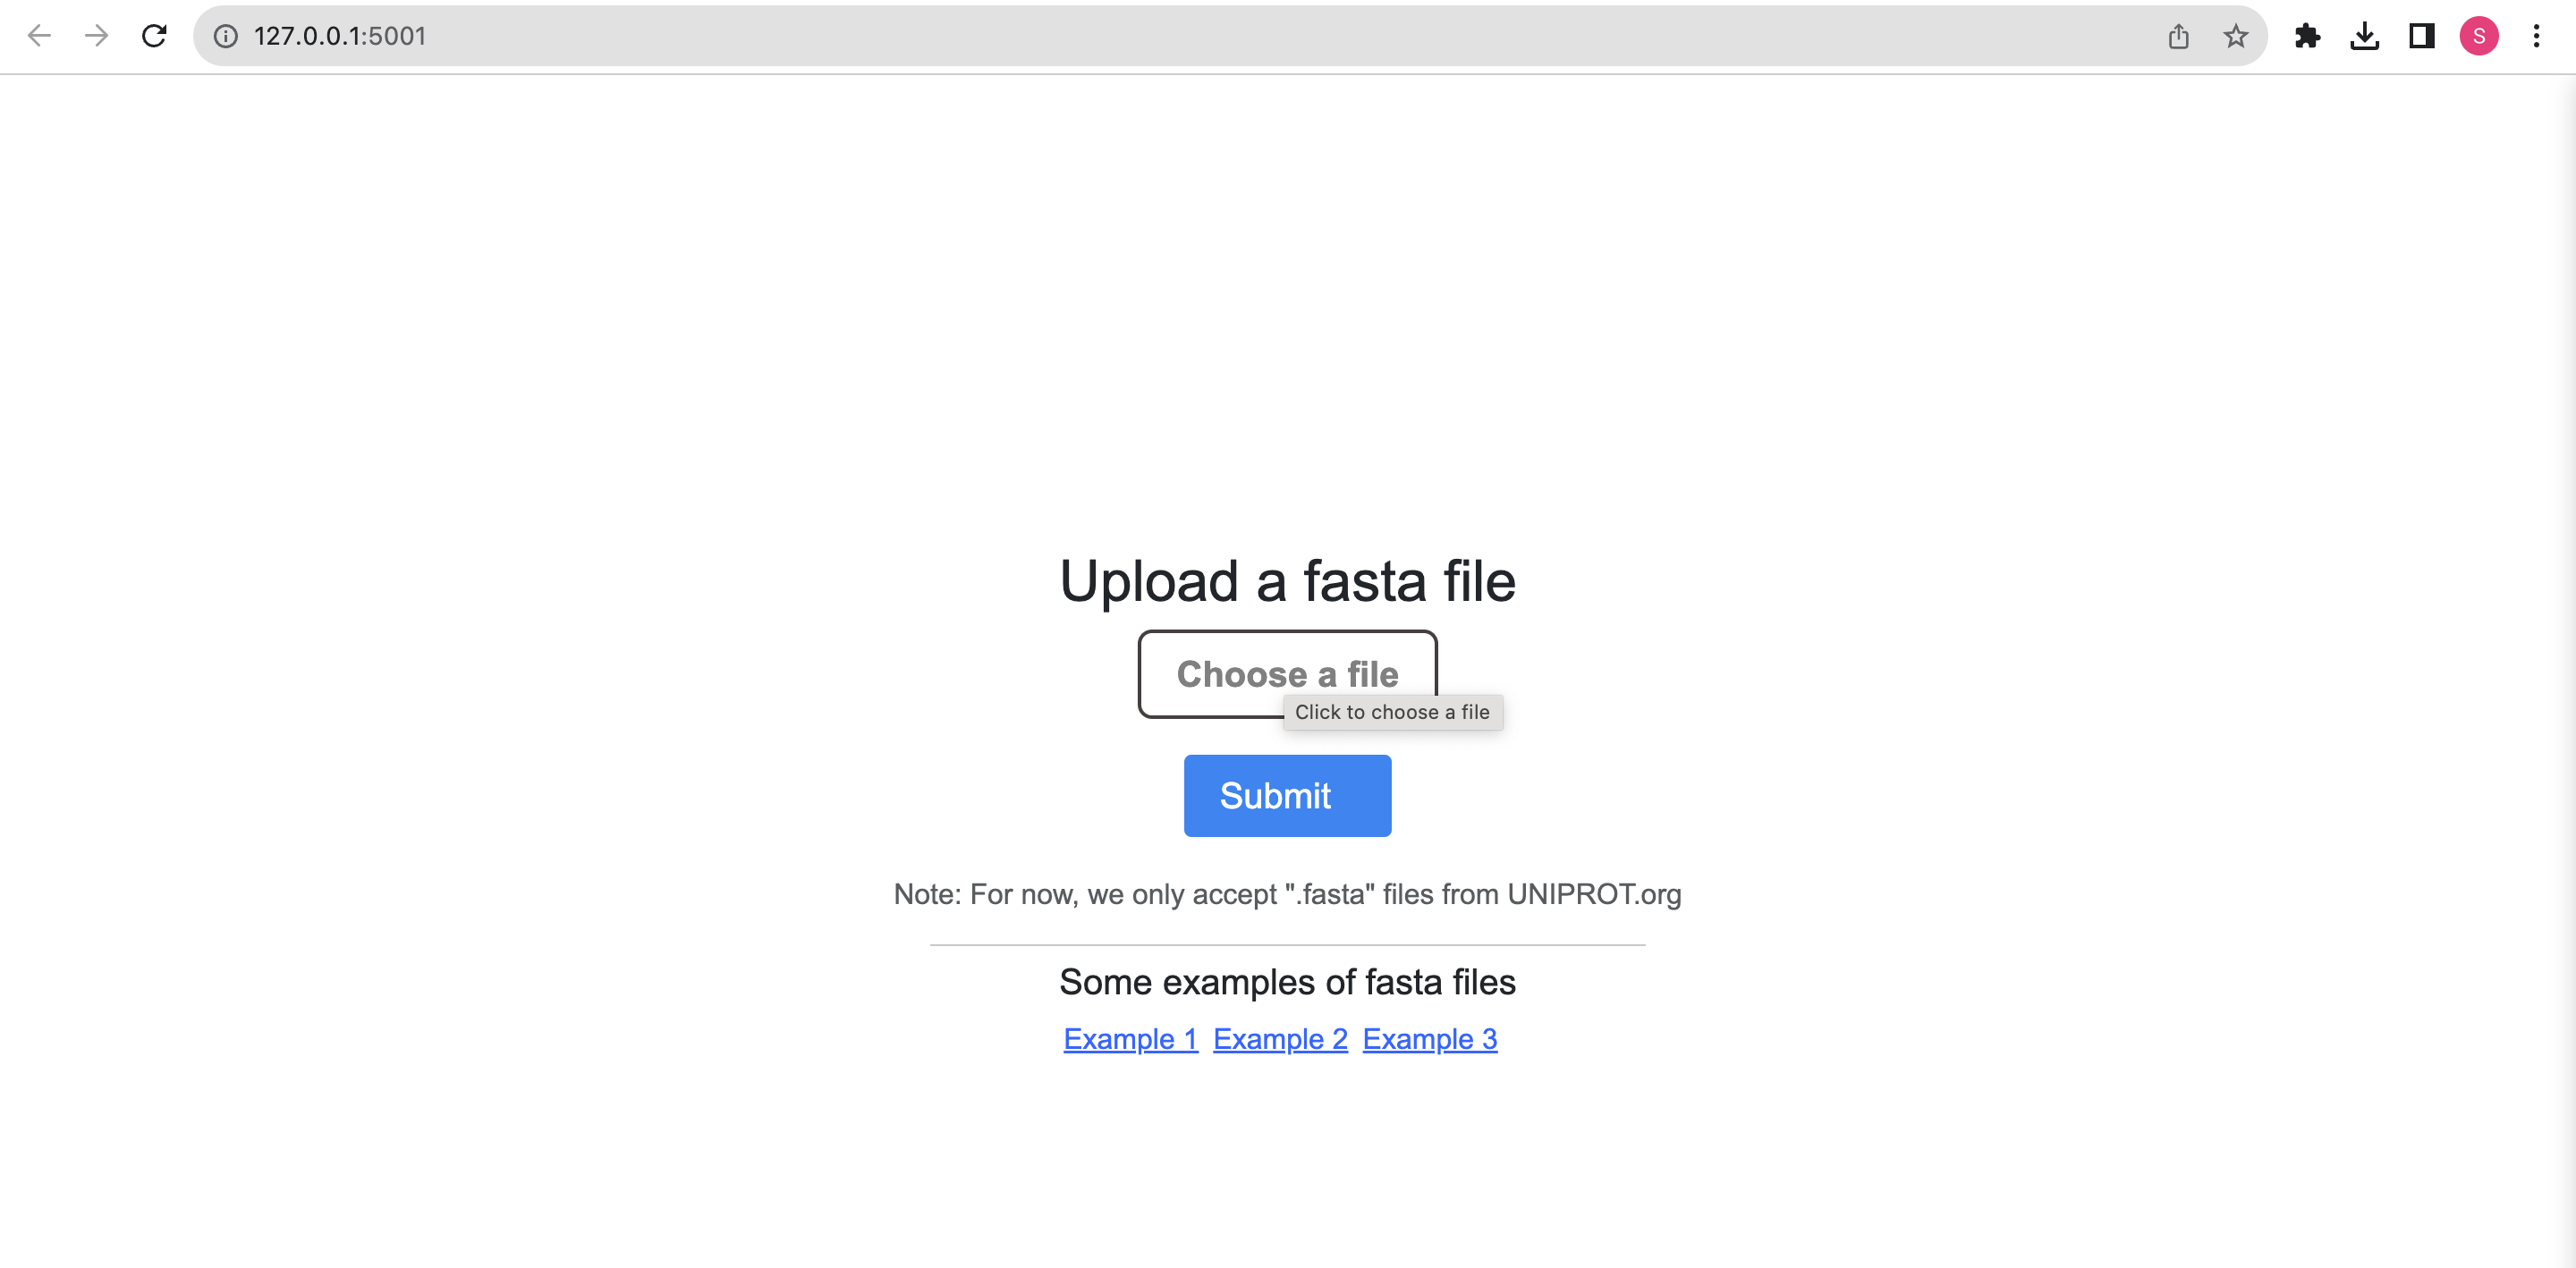 127.0.0.1:5001
S
Upload a fasta file
Choose a file
Click to choose a file
Submit
Note: For now, we only accept ".fasta" files from UNIPROT.org
Some examples of fasta files
Example 1 Example 2 Example 3